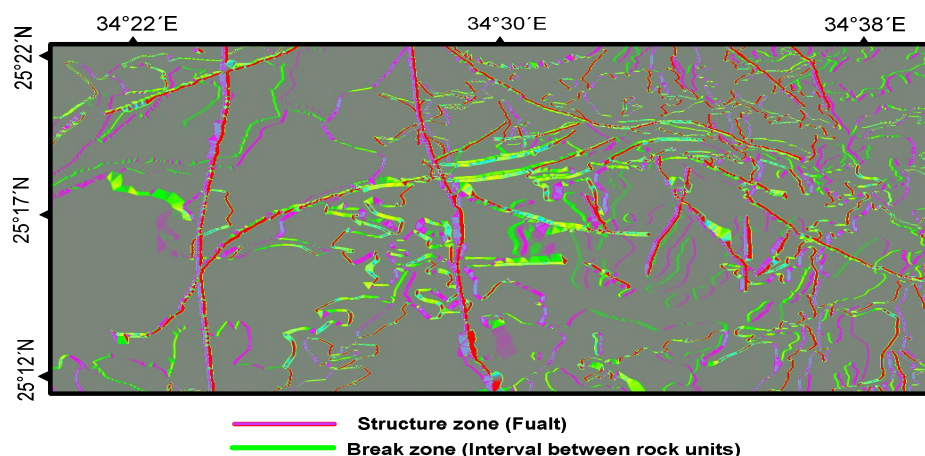 34°22´E 34°30´E 34°38´E
25°22´N
25°17´N
25°12´N
Structure zone (Fualt)
Break zone (Interval between rock units)